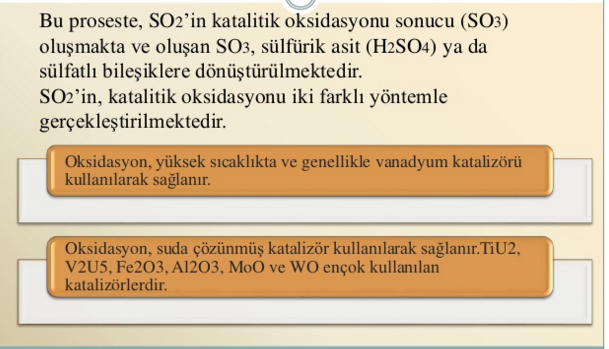 Bu proseste, SO2’in katalitik oksidasyonu sonucu (SO3)
oluşmakta ve oluşan SO3, sülfürik asit (H2SO4) ya da
sülfatlı bileşiklere dönüştürülmektedir.
SO2’in, katalitik oksidasyonu iki farklı yöntemle
gerçekleştirilmektedir.
Oksidasyon, yüksek sıcaklıkta ve genellikle vanadyum katalizörü
kullanılarak sağlanır.
Oksidasyon, suda çözünmüş katalizör kullanılarak sağlanır.TiU2,
V2U5, Fe2O3, Al2O3, MoO ve WO ençok kullanılan
katalizörlerdir.